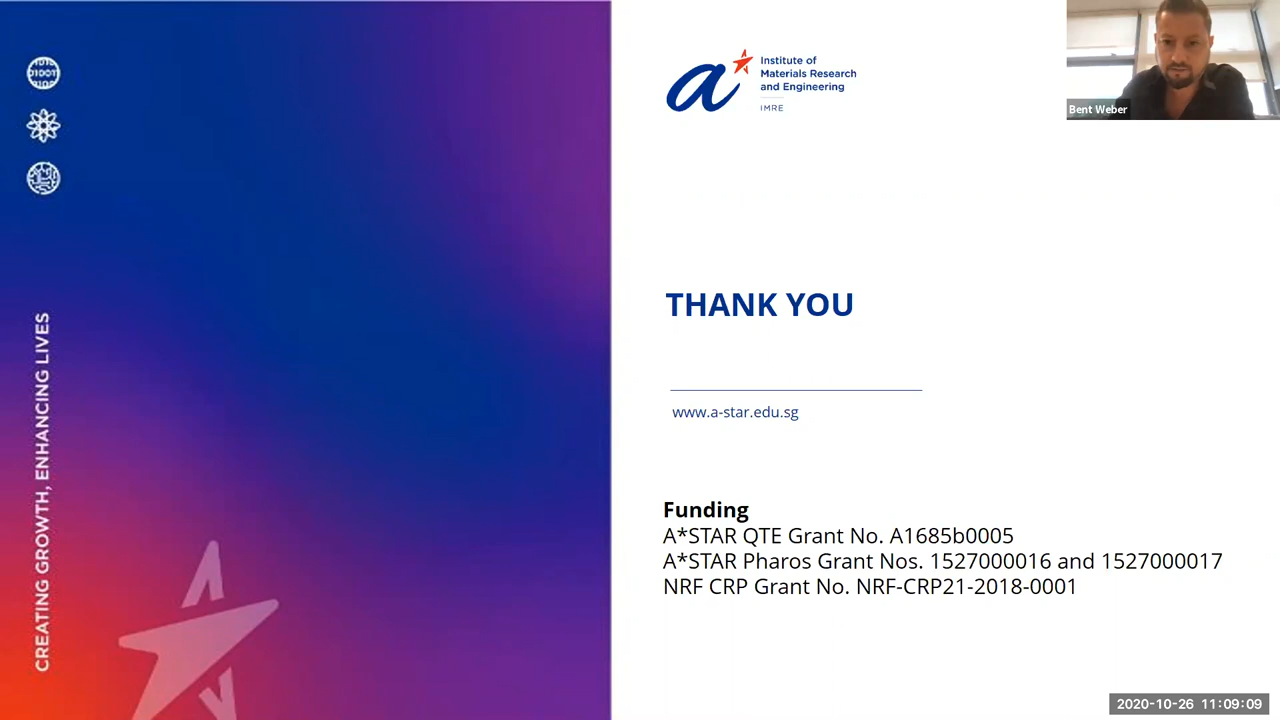 01001
CREATING GROWTH, ENHANCING LIVES
a
Institute of
Materials Research
and Engineering
IMRE
Bent Weber
THANK YOU
www.a-star.edu.sg
Funding
A*STAR QTE Grant No. A1685b0005
A*STAR Pharos Grant Nos. 1527000016 and 1527000017
NRF CRP Grant No. NRF-CRP21-2018-0001
2020-10-26 11:09:09